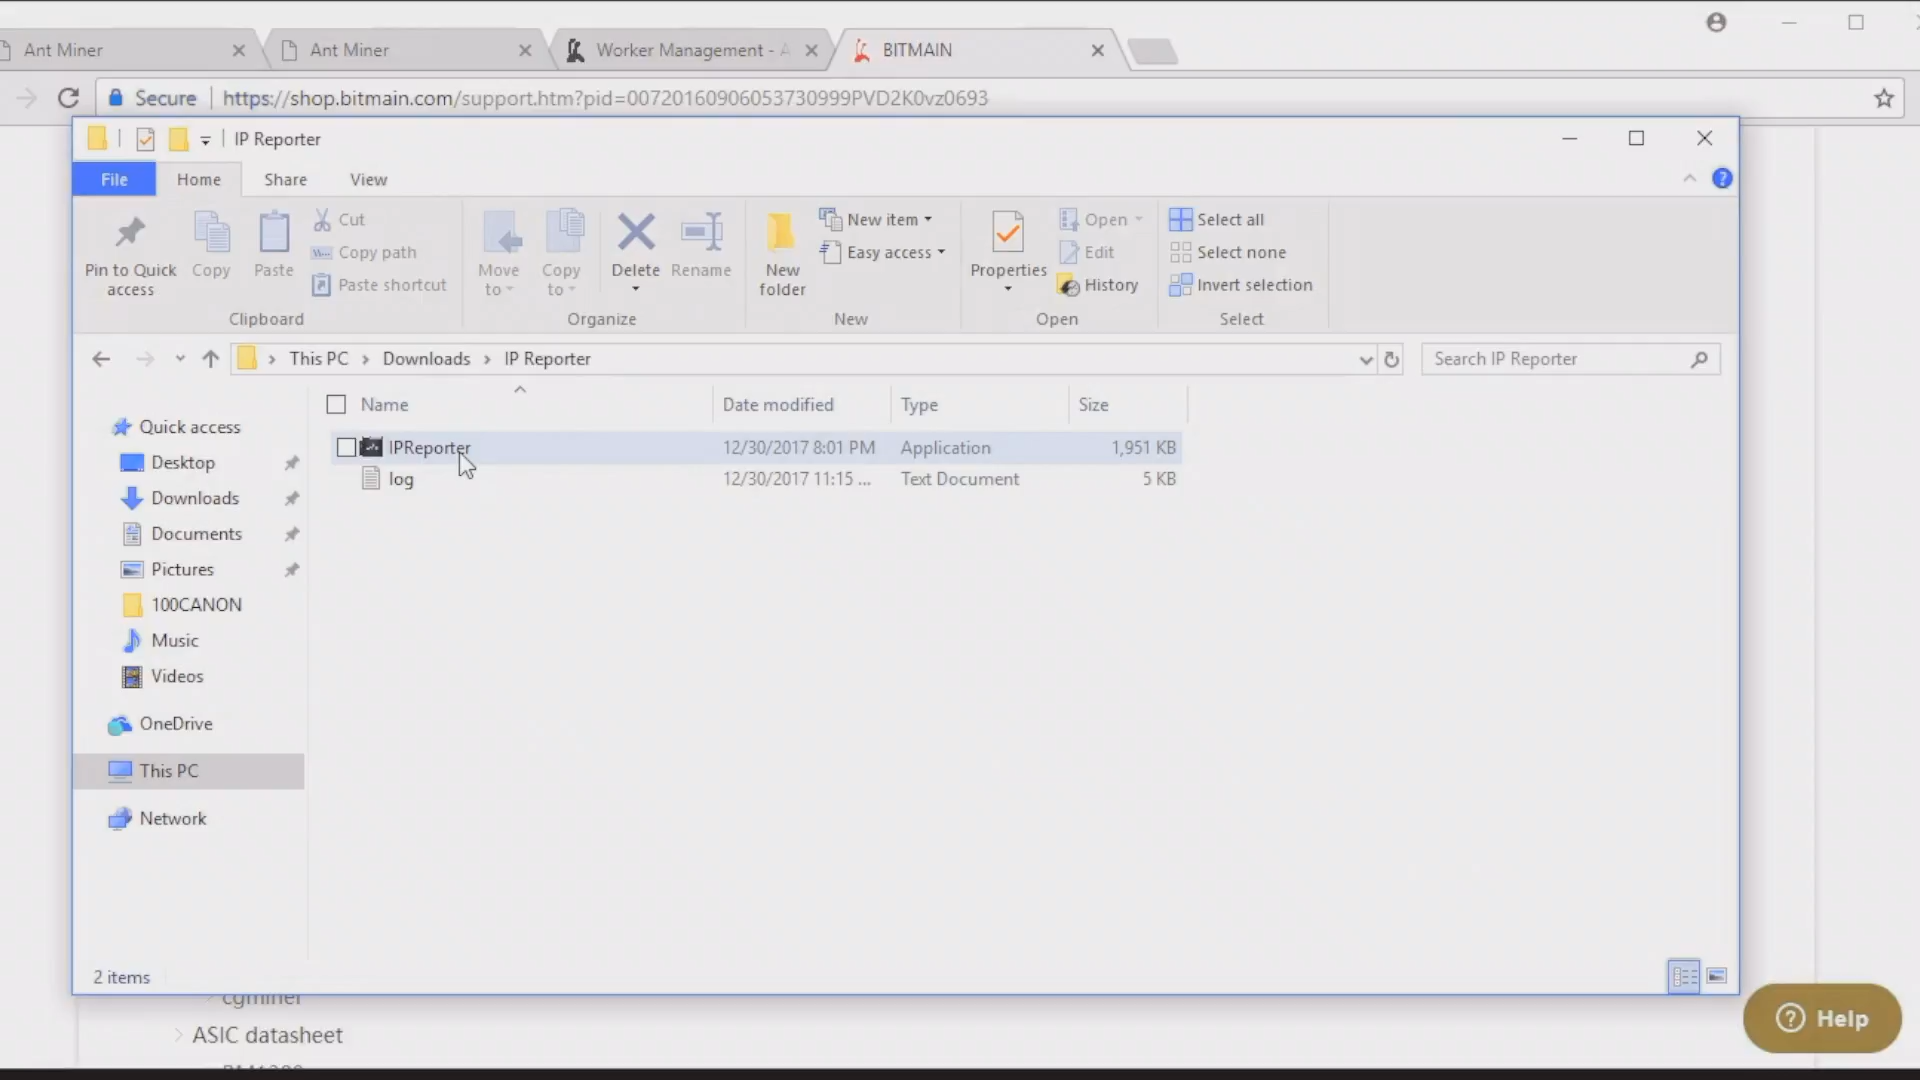 Ant Miner
Ant Miner
Worker Management - A
BITMAIN
Secure
https://shop.bitmain.com/support.htm?pid=00720160906053730999PVD2K0vz0693
IP Reporter
File
Home
Share
View
Pin to Quick
access
Copy
Paste
Cut
Copy path
Paste shortcut
Clipboard
Move
to
Copy
to
Delete
Rename
Organize
New
folder
New item
Easy access
New
Properties
Open
Edit
History
Open
Select all
Select none
Invert selection
Select
This PC
Downloads
IP Reporter
Search IP Reporter
Name
Date modified
Type
Size
IPReporter
12/30/2017 8:01 PM
Application
1,951 KB
log
12/30/2017 11:15 ...
Text Document
5 KB
Quick access
Desktop
Downloads
Documents
Pictures
100CANON
Music
Videos
OneDrive
This PC
Network
2 items
cgminer
ASIC datasheet
Help